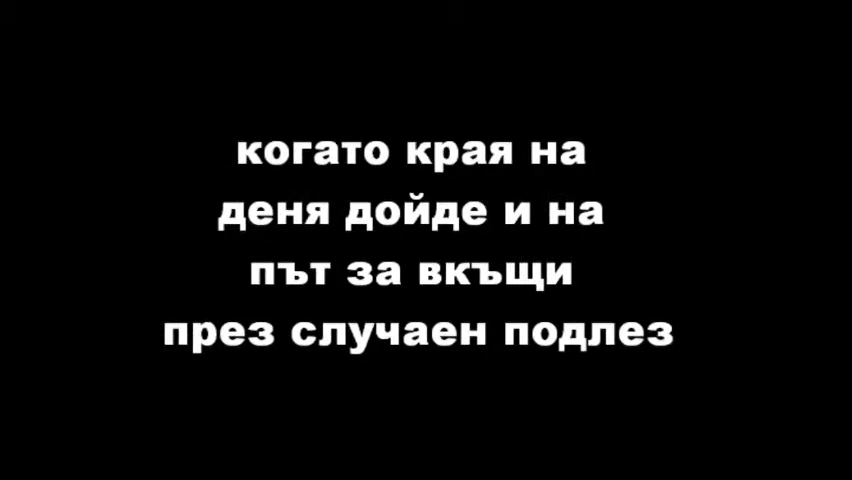 когато края на
деня дойде и на
път за вкъщи
през случаен подлез